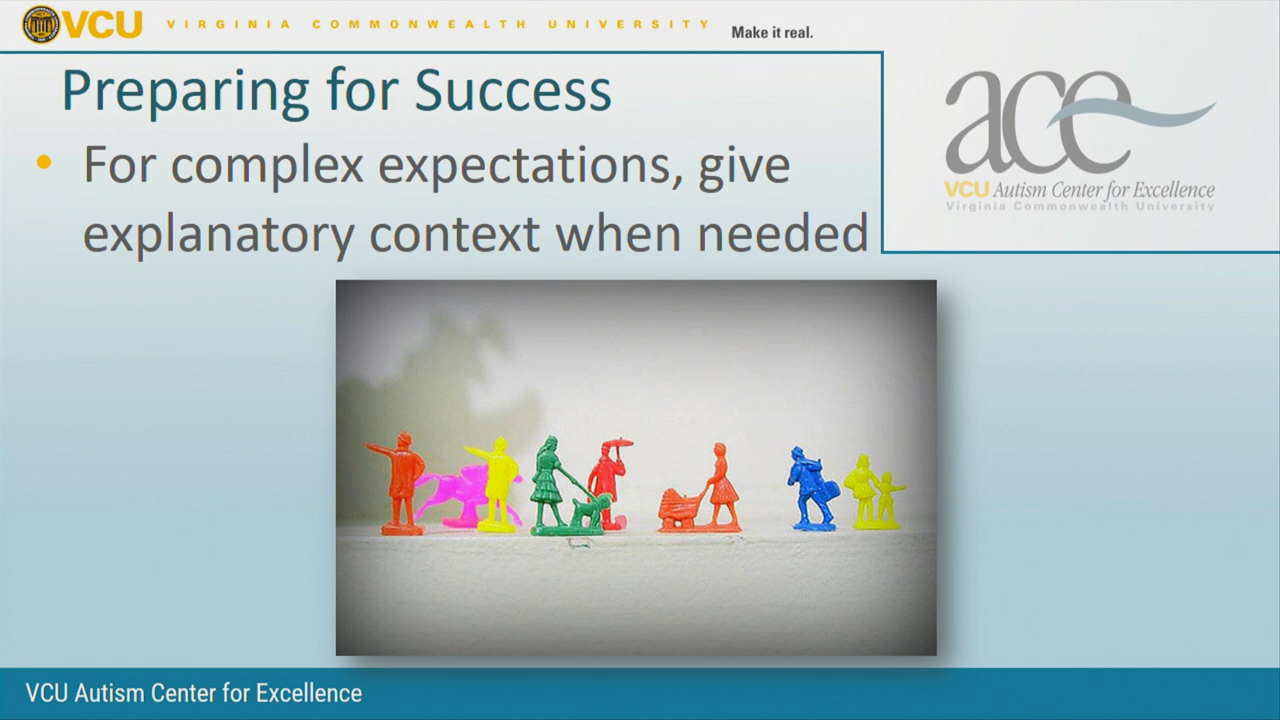 VCU VIRGINIA COMMONWEALTH UNIVERSITY Make it real.
Preparing for Success
• For complex expectations, give
explanatory context when needed
ace
VCU Autism Center for Excellence
Virginia Commonwealth University
VCU Autism Center for Excellence